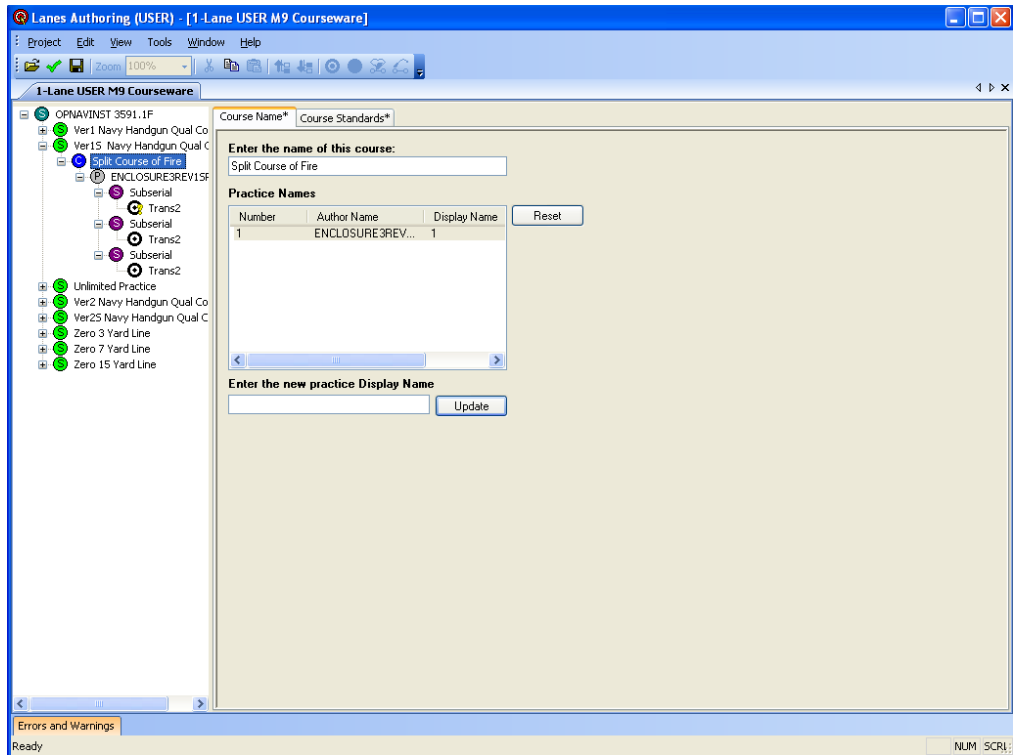 Lanes Authoring (USER) - [1-Lane USER M9 Courseware]
Project Edit View Tools Window Help
Zoom 100%
1-Lane USER M9 Courseware
OPNAVINST 3591.1F
Ver1 Navy Handgun Qual Co
Ver1S Navy Handgun Qual C
Split Course of Fire
ENCLOSURE3REV1SF
Subserial
Trans2
Subserial
Trans2
Subserial
Trans2
Unlimited Practice
Ver2 Navy Handgun Qual Co
Ver2S Navy Handgun Qual C
Zero 3 Yard Line
Zero 7 Yard Line
Zero 15 Yard Line
Course Name* Course Standards*
Enter the name of this course:
Split Course of Fire
Practice Names
Number Author Name Display Name Reset
1 ENCLOSURE3REV... 1
Enter the new practice Display Name
Update
Errors and Warnings
Ready NUM SCRL